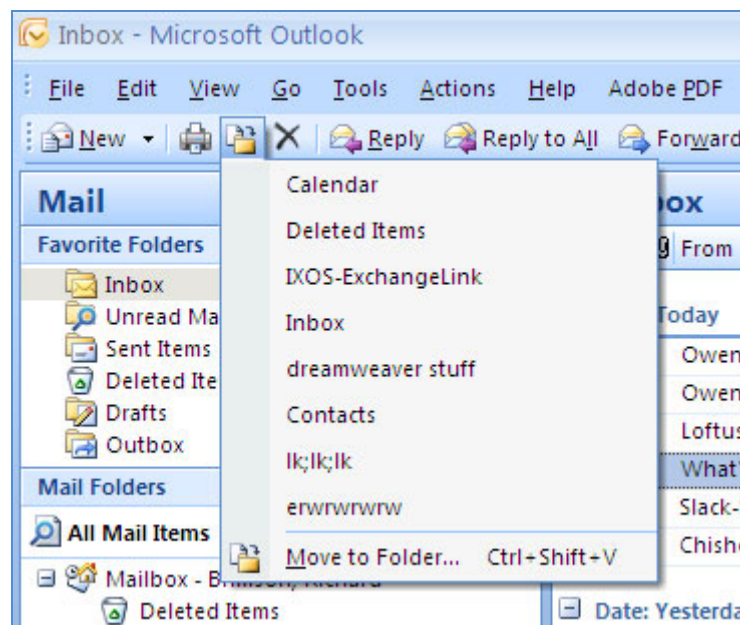 Inbox - Microsoft Outlook
File Edit View Go Tools Actions Help Adobe PDF
New Reply Reply to All Forward
Mail
Favorite Folders
Inbox
Unread Ma
Sent Items
Deleted Ite
Drafts
Outbox
Mail Folders
All Mail Items
Mailbox -
Deleted Items
Calendar
Deleted Items
IXOS-ExchangeLink
Inbox
dreamweaver stuff
Contacts
lk;lk;lk
erwrwrwrw
Move to Folder... Ctrl+Shift+V
box
From
Today
Owen
Owen
Loftus
What'
Slack-
Chish
Date: Yesterda